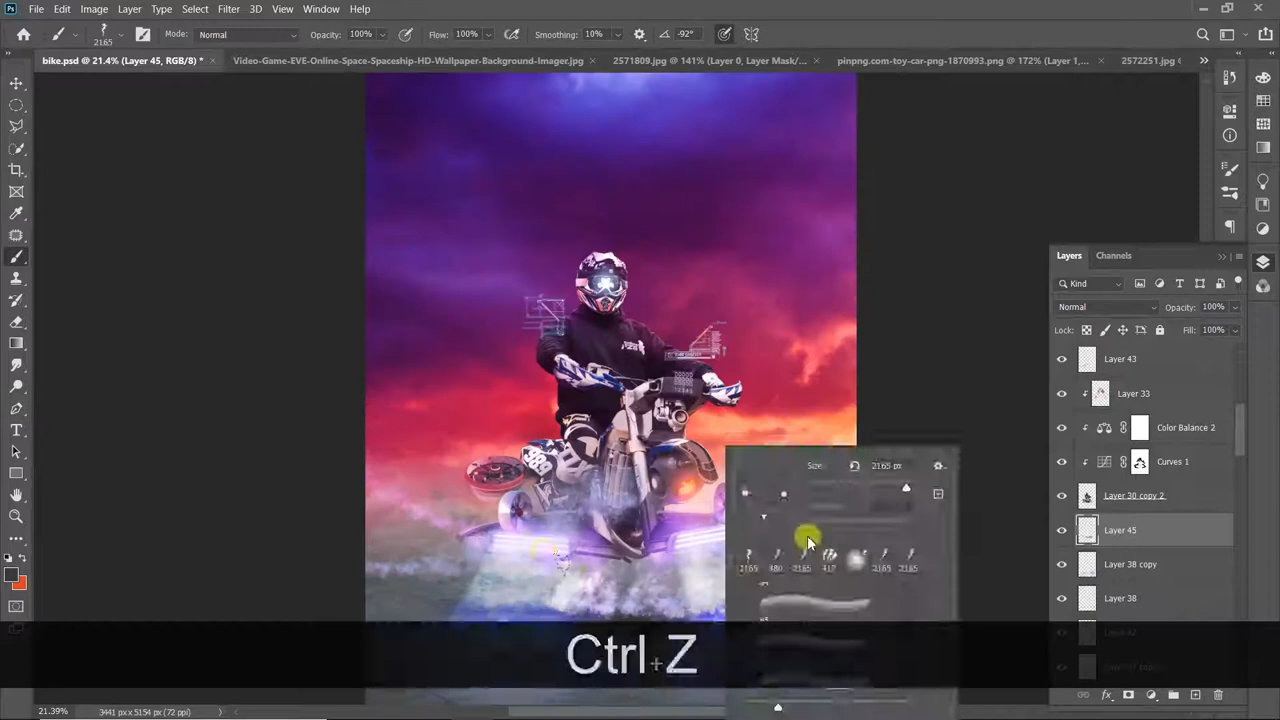 Ps File Edit Image Layer Type Select Filter 3D View Window Help
2165 Mode: Normal Opacity: 100% Flow: 100% Smoothing: 10% -92°
bike.psd @ 21.4% (Layer 45, RGB/8) * × Video-Game-EVE-Online-Space-Spaceship-HD-Wallpaper-Background-Imager.jpg × 2571809.jpg @ 141% (Layer 0, Layer Mask/... × pinpng.com-toy-car-png-1870993.png @ 172% (Layer 1,... × 2572251.jpg
Layers Channels
Kind
Normal Opacity: 100%
Lock: Fill: 100%
Layer 43
Layer 33
Color Balance 2
Curves 1
Layer 30 copy 2
Layer 45
Layer 38 copy
Layer 38
989
Size 2165 px
2165 480 2165 412 2165 2165
Ctrl+Z
21.39% 3441 px x 5154 px (72 ppi)